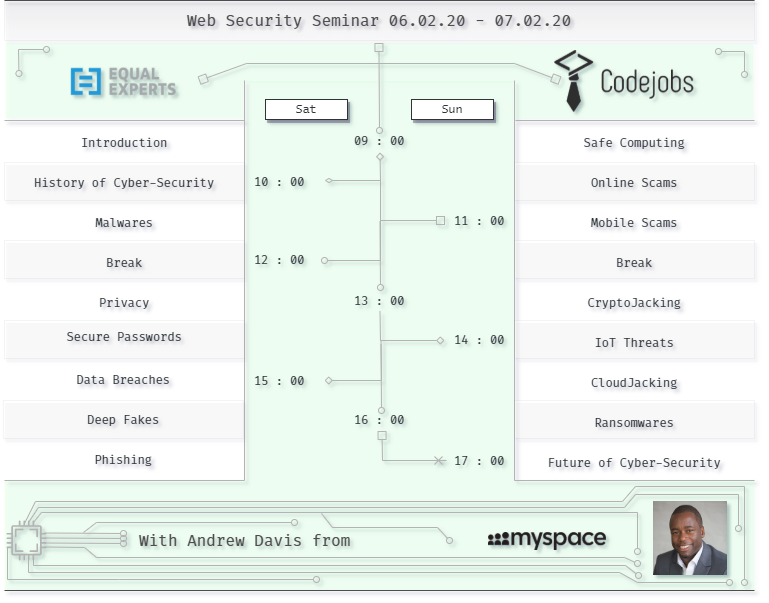 Web Security Seminar 06.02.20 - 07.02.20
EQUAL
EXPERTS
Codejobs
Sat
Sun
Introduction
09 : 00
Safe Computing
History of Cyber-Security
10 : 00
Online Scams
Malwares
11 : 00
Mobile Scams
Break
12 : 00
Break
Privacy
13 : 00
CryptoJacking
Secure Passwords
14 : 00
IoT Threats
Data Breaches
15 : 00
CloudJacking
Deep Fakes
16 : 00
Ransomwares
Phishing
17 : 00
Future of Cyber-Security
With Andrew Davis from
myspace